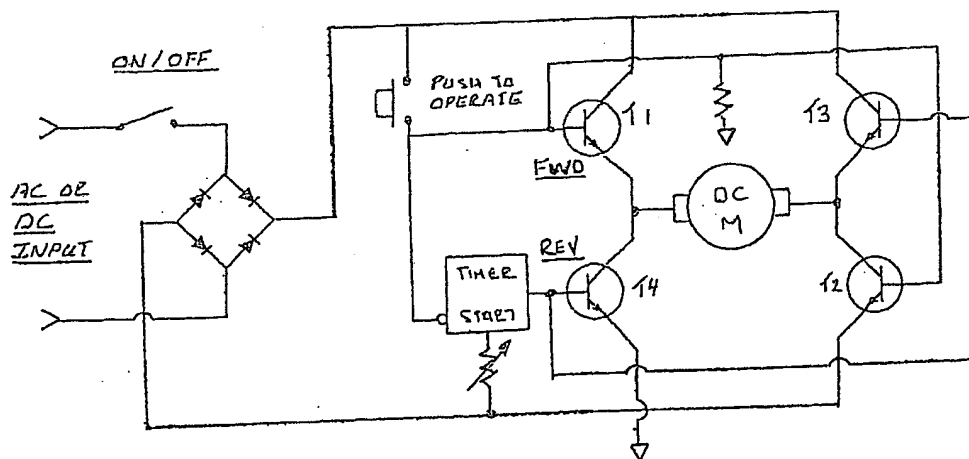 ON/OFF
PUSH TO
OPERATE
T1
T3
FWD
AC OR
DC
INPUT
DC
M
REV
TIMER
START
T4
T2